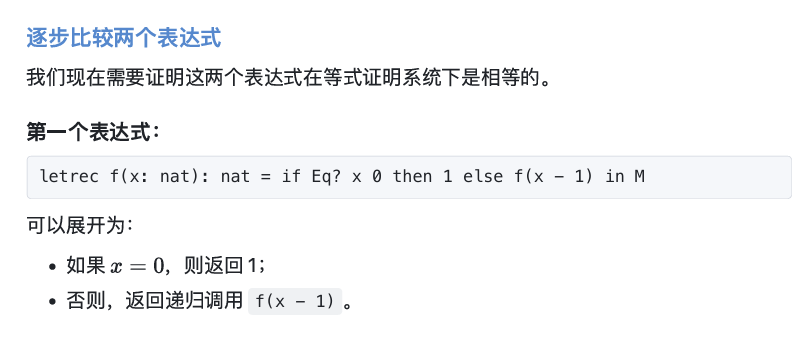 逐步比较两个表达式
我们现在需要证明这两个表达式在等式证明系统下是相等的。
第一个表达式：
letrec f(x: nat): nat = if Eq? x 0 then 1 else f(x - 1) in M
可以展开为：
• 如果 x = 0，则返回 1；
• 否则，返回递归调用 f(x - 1) 。